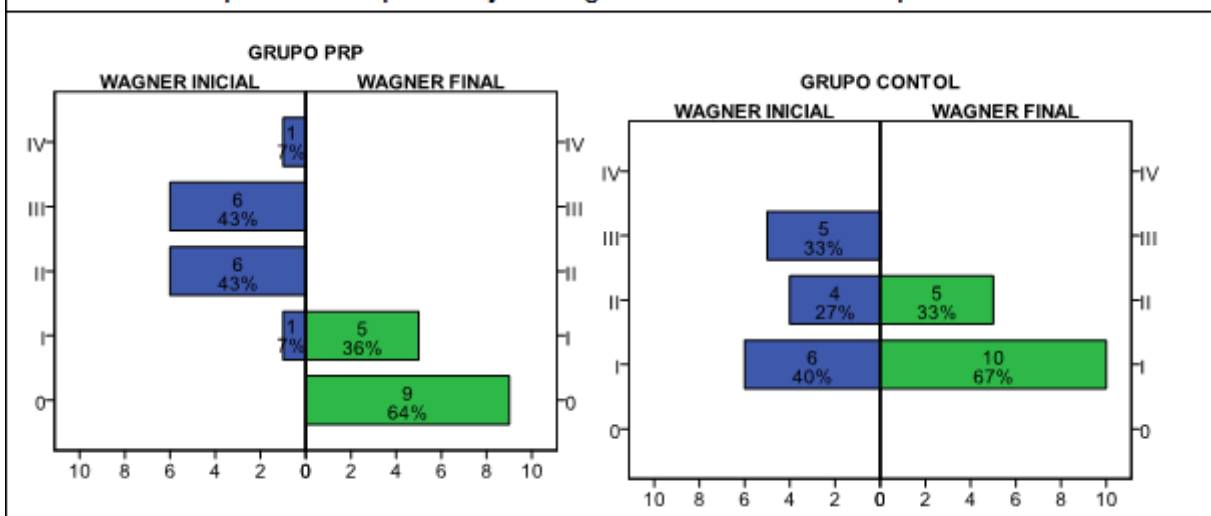 GRUPO PRP
WAGNER INICIAL WAGNER FINAL
IV 1 7% IV
III 6 43% III
II 6 43% II
I 1 7% 5 36% I
0 9 64% 0
10 8 6 4 2 0 2 4 6 8 10
GRUPO CONTOL
WAGNER INICIAL WAGNER FINAL
IV IV
III 5 33% III
II 4 27% 5 33% II
I 6 40% 10 67% I
0 0
10 8 6 4 2 0 2 4 6 8 10